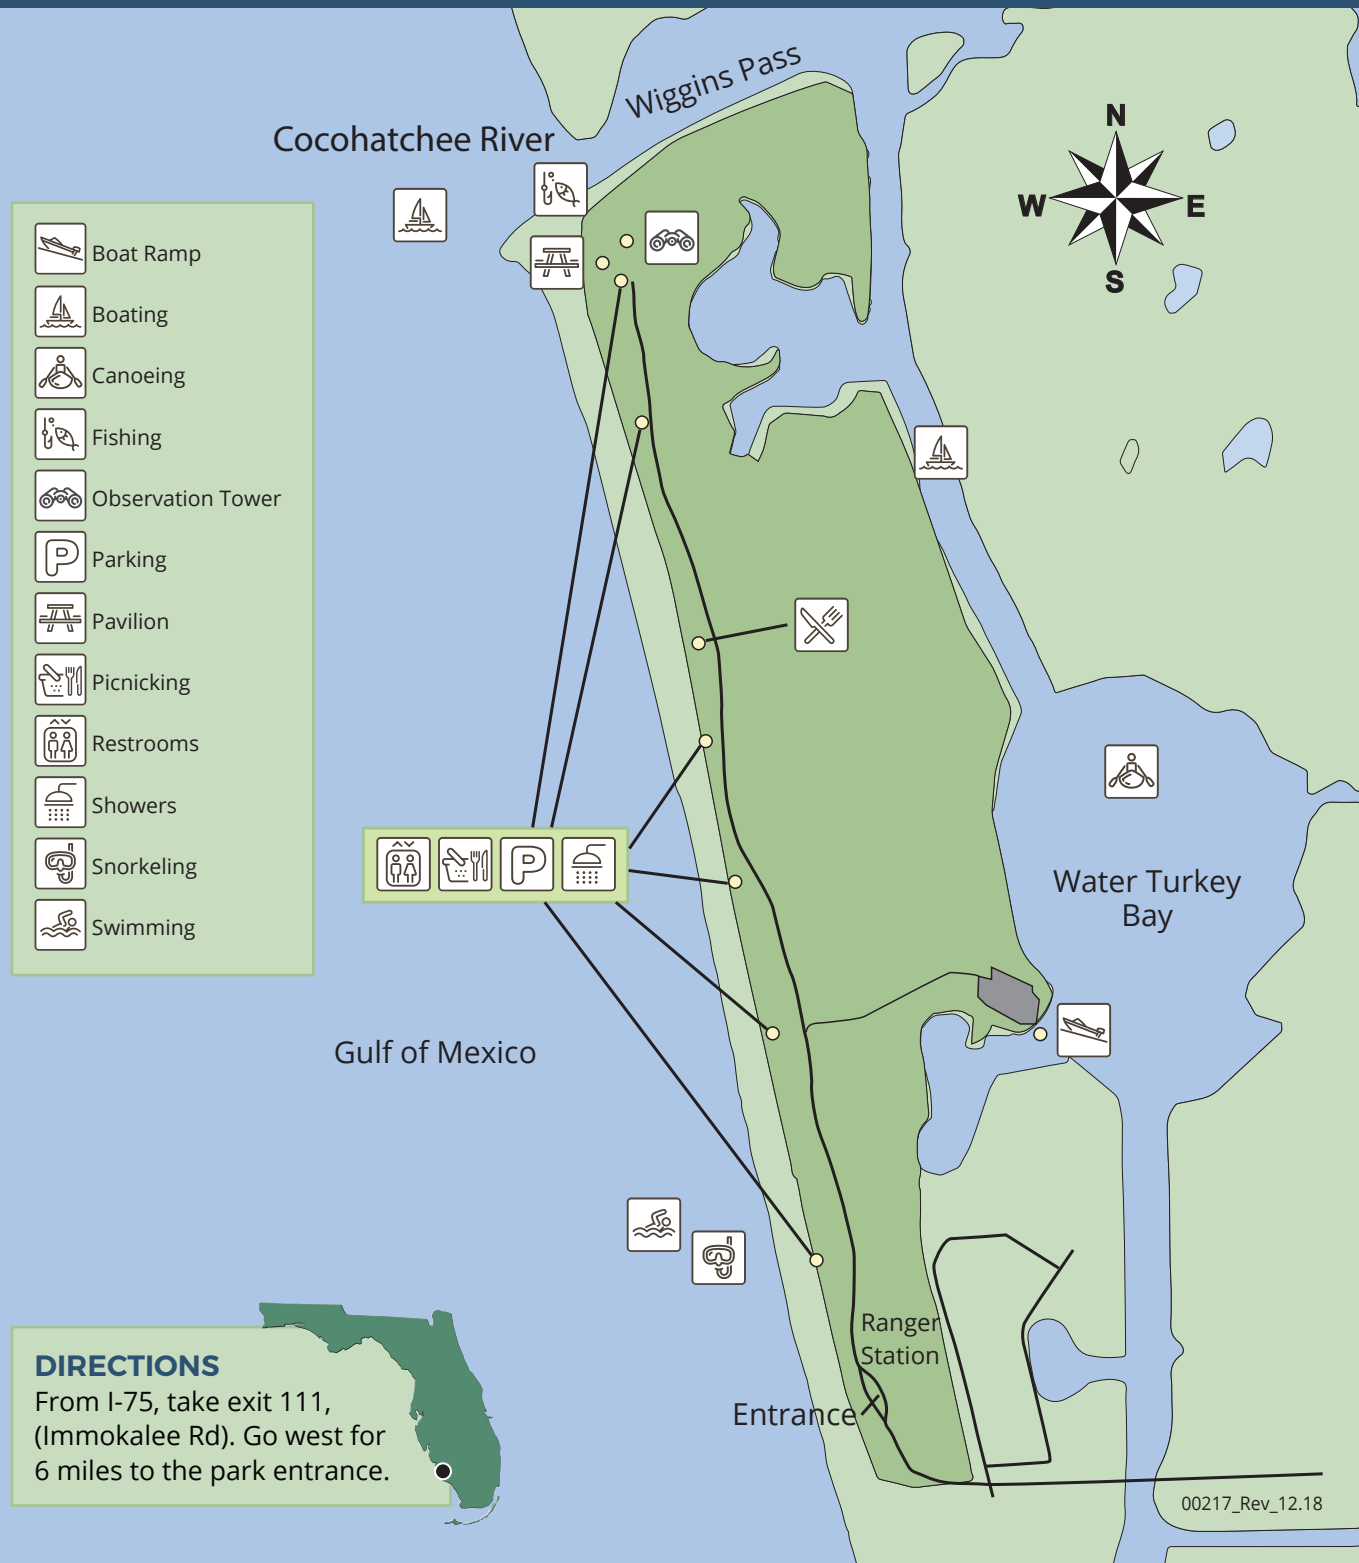 Wiggins Pass
Cocohatchee River
N
W
E
S
Boat Ramp
Boating
Canoeing
Fishing
Observation Tower
P
Parking
Pavilion
Picnicking
Restrooms
Showers
Snorkeling
Swimming
P
Water Turkey
Bay
Gulf of Mexico
Ranger
Station
Entrance
DIRECTIONS
From I-75, take exit 111,
(Immokalee Rd). Go west for
6 miles to the park entrance.
00217_Rev_12.18